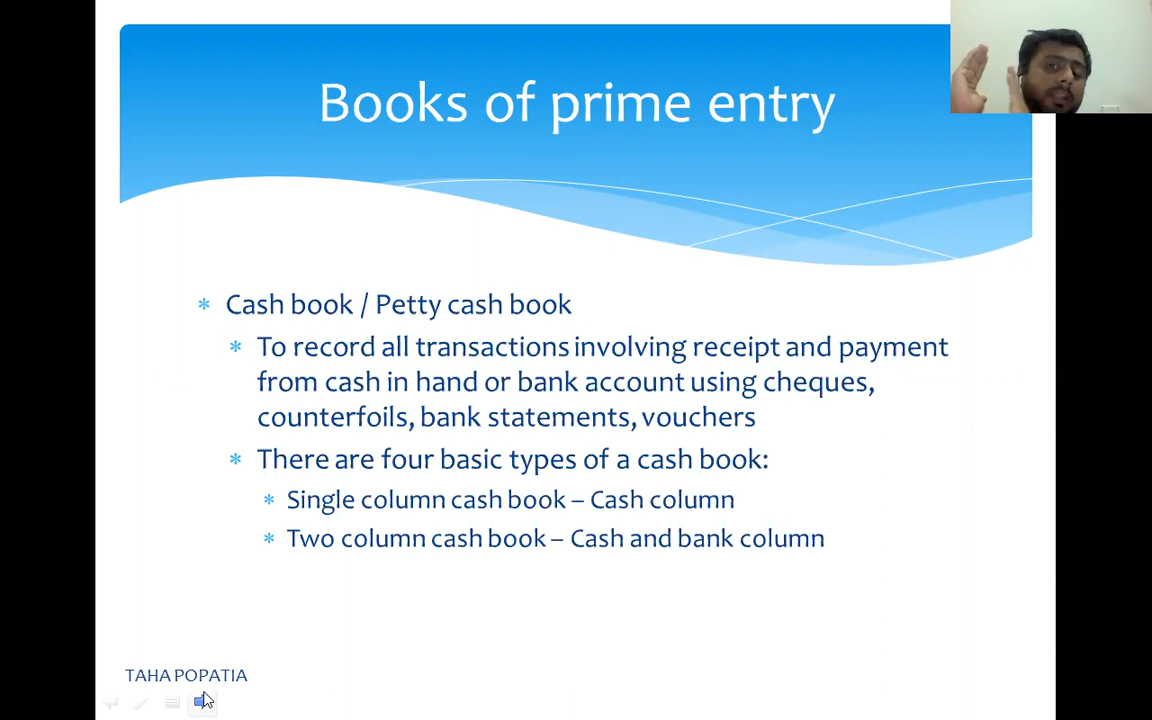 Books of prime entry
Cash book / Petty cash book
To record all transactions involving receipt and payment
from cash in hand or bank account using cheques,
counterfoils, bank statements, vouchers
There are four basic types of a cash book:
Single column cash book – Cash column
Two column cash book – Cash and bank column
TAHA POPATIA